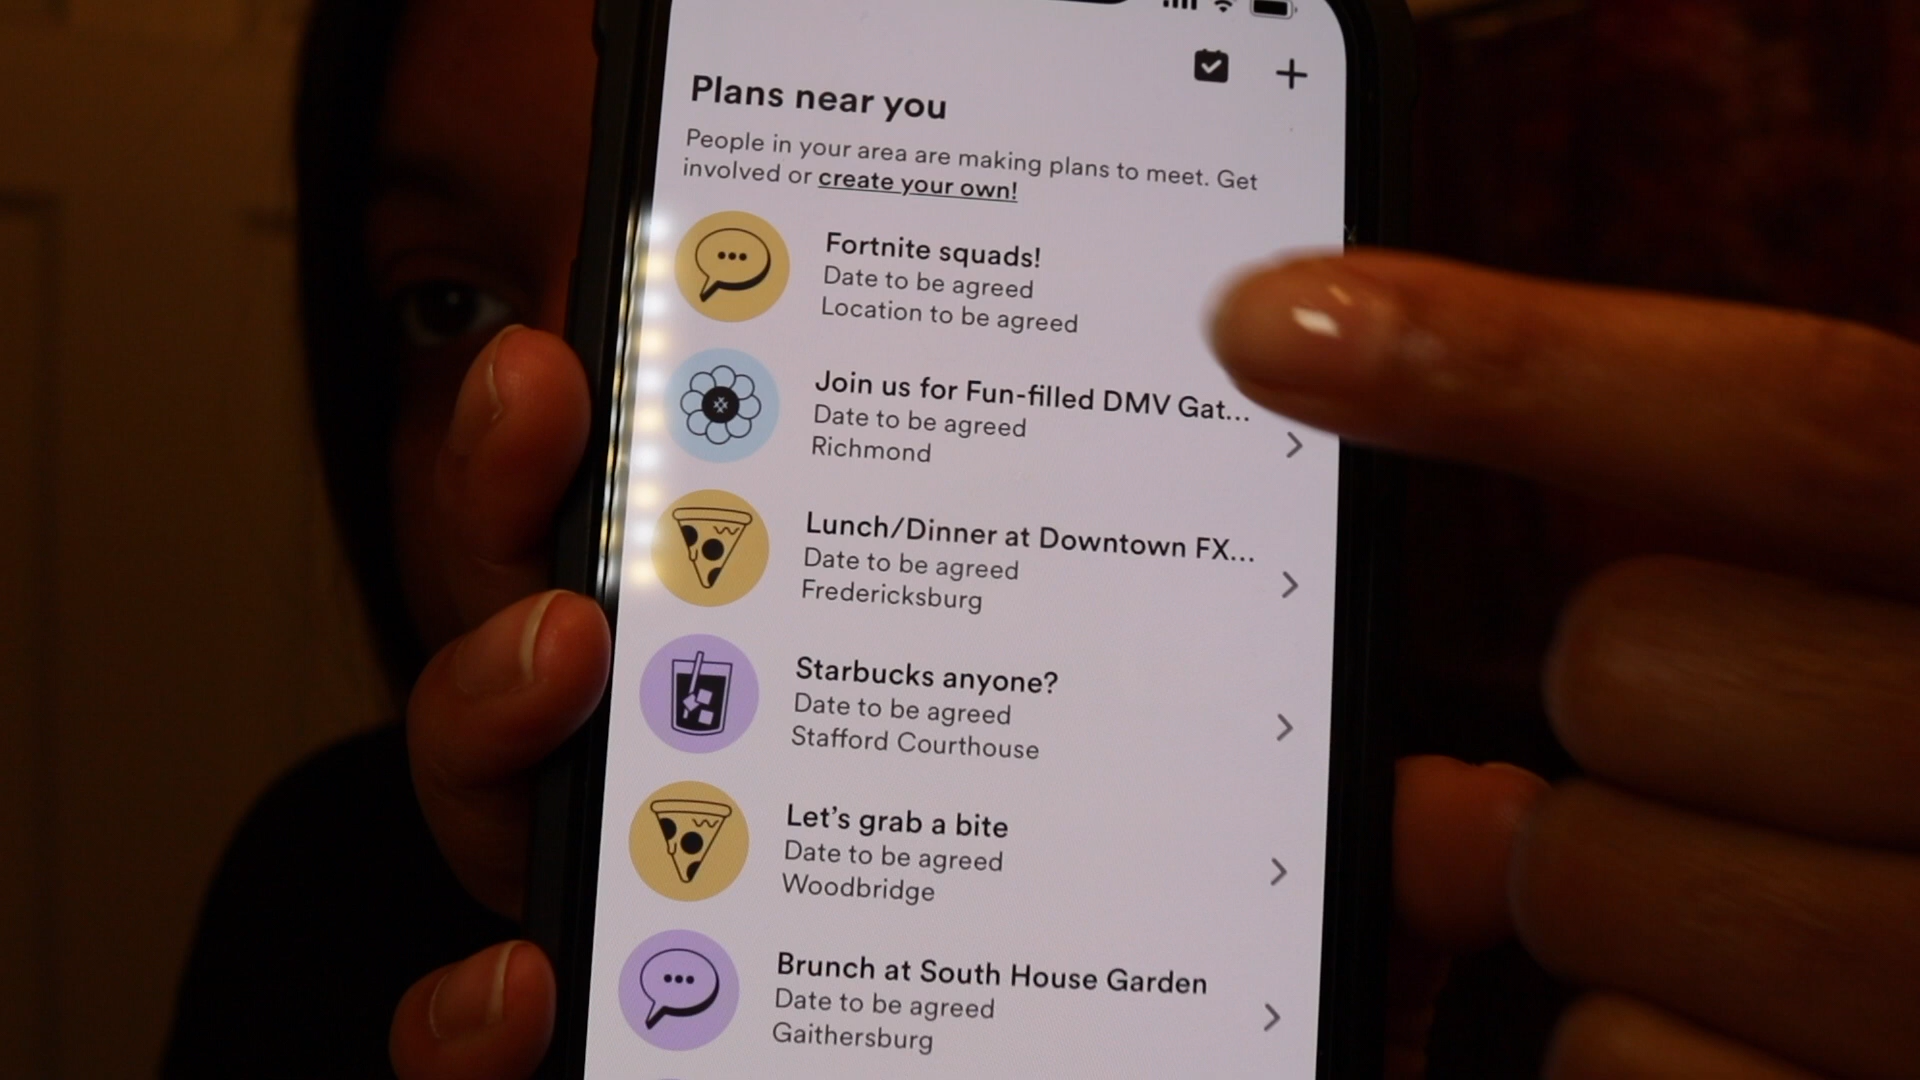 Plans near you
People in your area are making plans to meet. Get
involved or create your own!
Fortnite squads!
Date to be agreed
Location to be agreed
Join us for Fun-filled DMV Gat...
Date to be agreed
Richmond
Lunch/Dinner at Downtown FX...
Date to be agreed
Fredericksburg
Starbucks anyone?
Date to be agreed
Stafford Courthouse
Let’s grab a bite
Date to be agreed
Woodbridge
Brunch at South House Garden
Date to be agreed
Gaithersburg